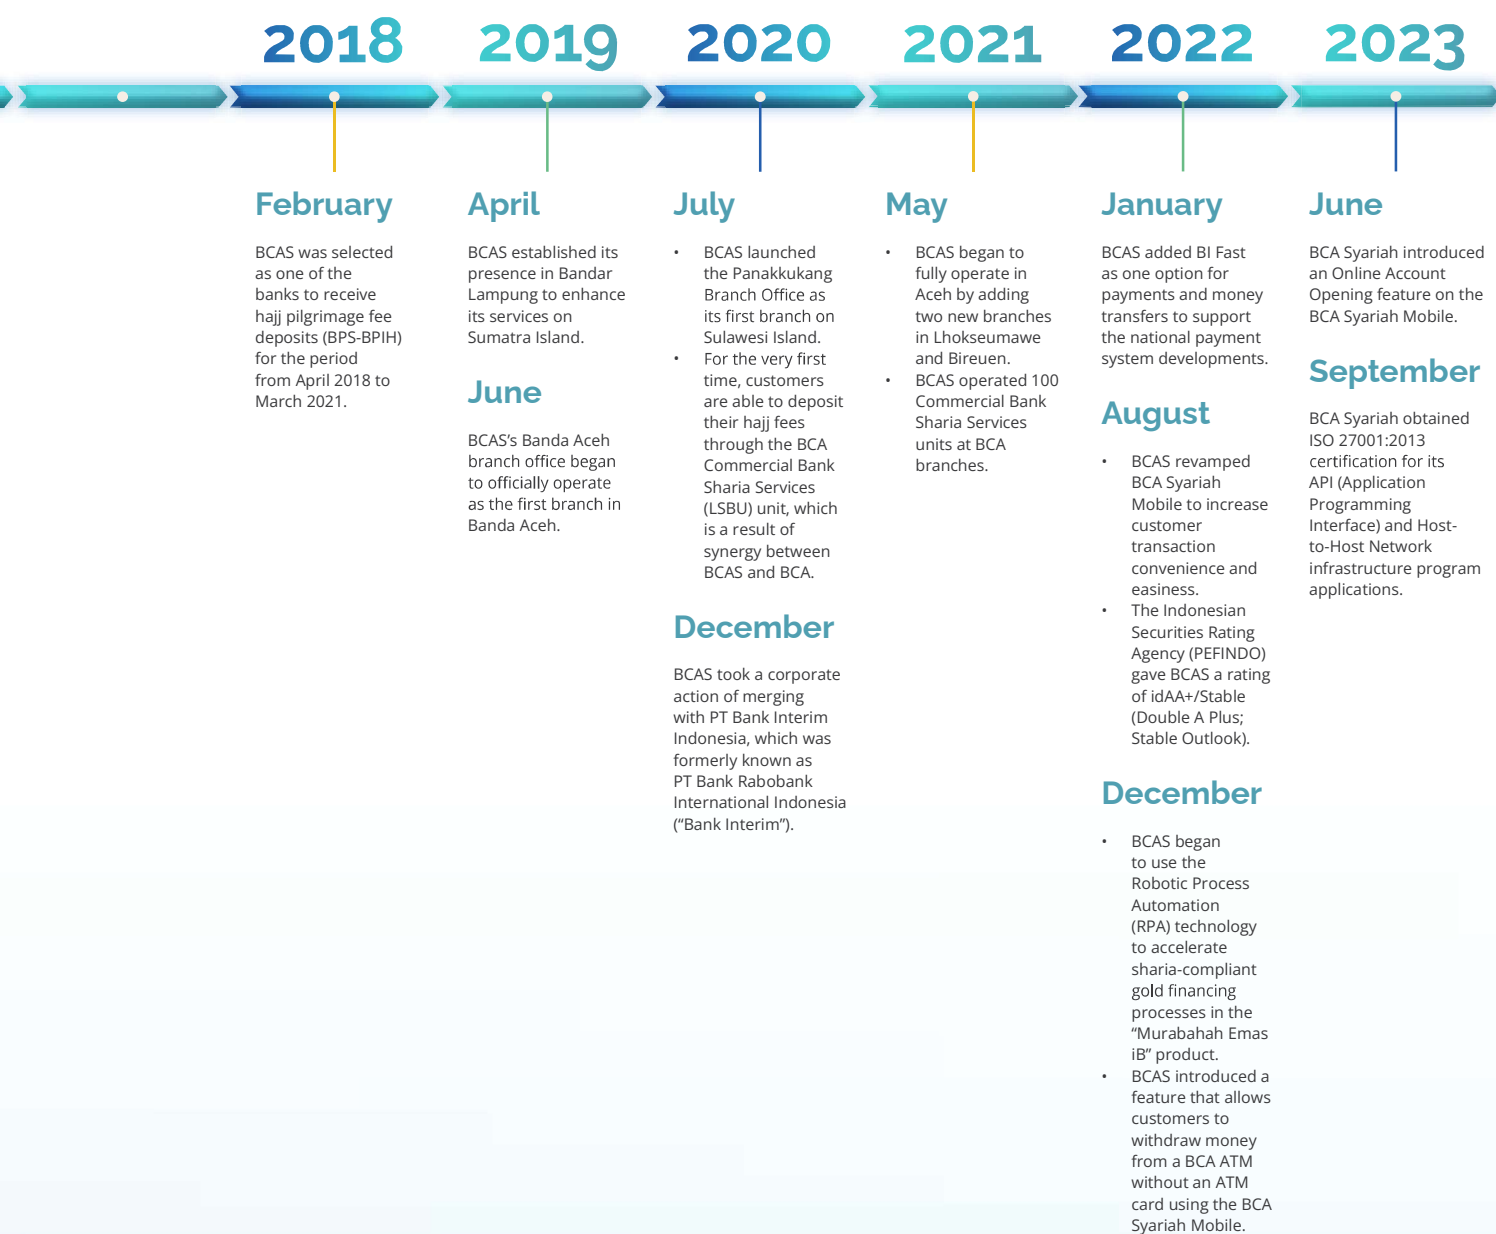 2018
February
BCAS was selected
as one of the
banks to receive
hajj pilgrimage fee
deposits (BPS-BPIH)
for the period
from April 2018 to
March 2021.
2019
April
BCAS established its
presence in Bandar
Lampung to enhance
its services on
Sumatra Island.
June
BCAS's Banda Aceh
branch office began
to officially operate
as the first branch in
Banda Aceh.
2020
July
• BCAS launched
the Panakkukang
Branch Office as
its first branch on
Sulawesi Island.
• For the very first
time, customers
are able to deposit
their hajj fees
through the BCA
Commercial Bank
Sharia Services
(LSBU) unit, which
is a result of
synergy between
BCAS and BCA.
December
BCAS took a corporate
action of merging
with PT Bank Interim
Indonesia, which was
formerly known as
PT Bank Rabobank
International Indonesia
(“Bank Interim”).
2021
May
• BCAS began to
fully operate in
Aceh by adding
two new branches
in Lhokseumawe
and Bireuen.
• BCAS operated 100
Commercial Bank
Sharia Services
units at BCA
branches.
2022
January
BCAS added BI Fast
as one option for
payments and money
transfers to support
the national payment
system developments.
August
• BCAS revamped
BCA Syariah
Mobile to increase
customer
transaction
convenience and
easiness.
• The Indonesian
Securities Rating
Agency (PEFINDO)
gave BCAS a rating
of idAA+/Stable
(Double A Plus;
Stable Outlook).
December
• BCAS began
to use the
Robotic Process
Automation
(RPA) technology
to accelerate
sharia-compliant
gold financing
processes in the
“Murabahah Emas
iB” product.
• BCAS introduced a
feature that allows
customers to
withdraw money
from a BCA ATM
without an ATM
card using the BCA
Syariah Mobile.
2023
June
BCA Syariah introduced
an Online Account
Opening feature on the
BCA Syariah Mobile.
September
BCA Syariah obtained
ISO 27001:2013
certification for its
API (Application
Programming
Interface) and Host-
to-Host Network
infrastructure program
applications.